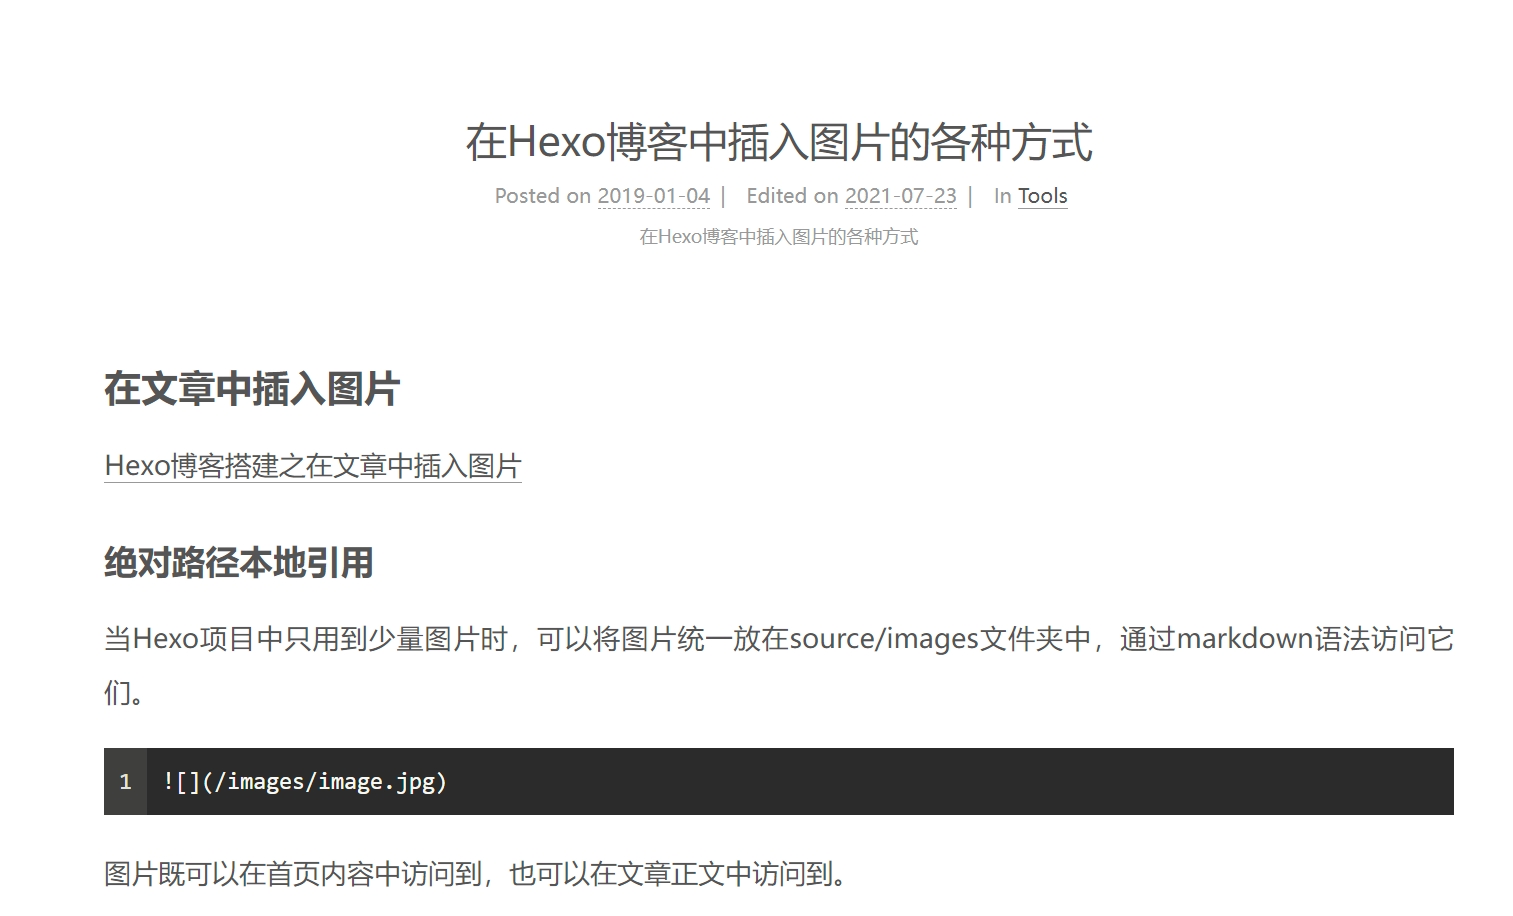 在Hexo博客中插入图片的各种方式
Posted on 2019-01-04 | Edited on 2021-07-23 | In Tools
在Hexo博客中插入图片的各种方式
在文章中插入图片
Hexo博客搭建之在文章中插入图片
绝对路径本地引用
当Hexo项目中只用到少量图片时，可以将图片统一放在source/images文件夹中，通过markdown语法访问它
们。
1 ![](/images/image.jpg)
图片既可以在首页内容中访问到，也可以在文章正文中访问到。